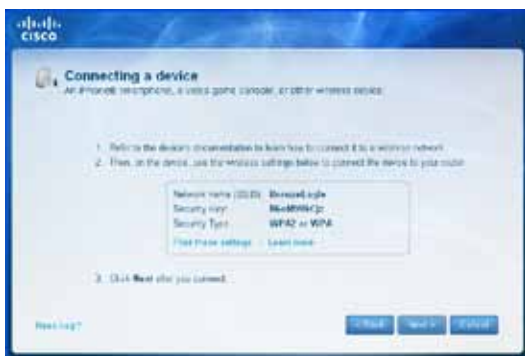 CISCO
Connecting a device
An iPhone® smartphone, a video game console, or other wireless device
1. Refer to the device's documentation to learn how to connect it to a wireless network
2. Then, on the device, use the wireless settings below to connect the device to your router
Network name (SSID):
Security Key:
Security Type: WPA2 or WPA
Print these settings Learn more
3. Click Next after you connect.
Need help? < Back Next > Cancel